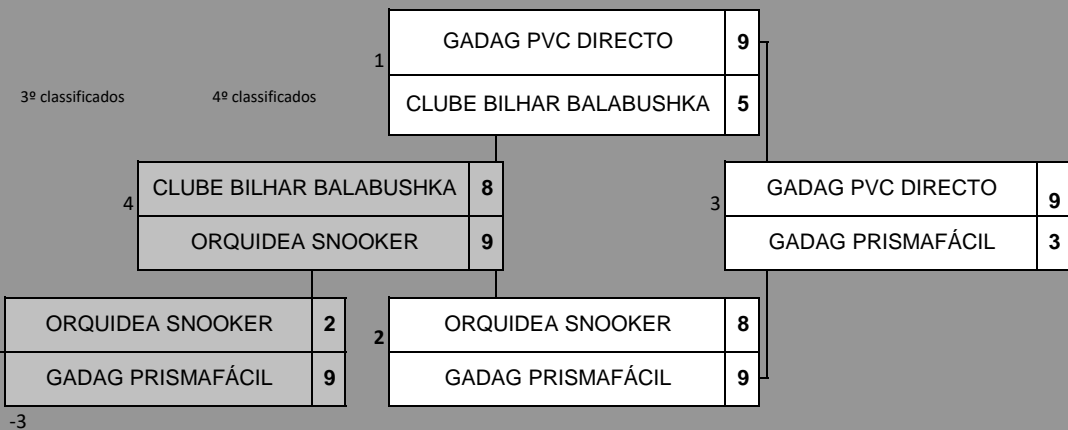 GADAG PVC DIRECTO 9
1
CLUBE BILHAR BALABUSHKA 5
3º classificados 4º classificados
CLUBE BILHAR BALABUSHKA 8
4
ORQUIDEA SNOOKER 9
GADAG PVC DIRECTO 9
3
GADAG PRISMAFÁCIL 3
ORQUIDEA SNOOKER 2
GADAG PRISMAFÁCIL 9
-3
2
ORQUIDEA SNOOKER 8
GADAG PRISMAFÁCIL 9